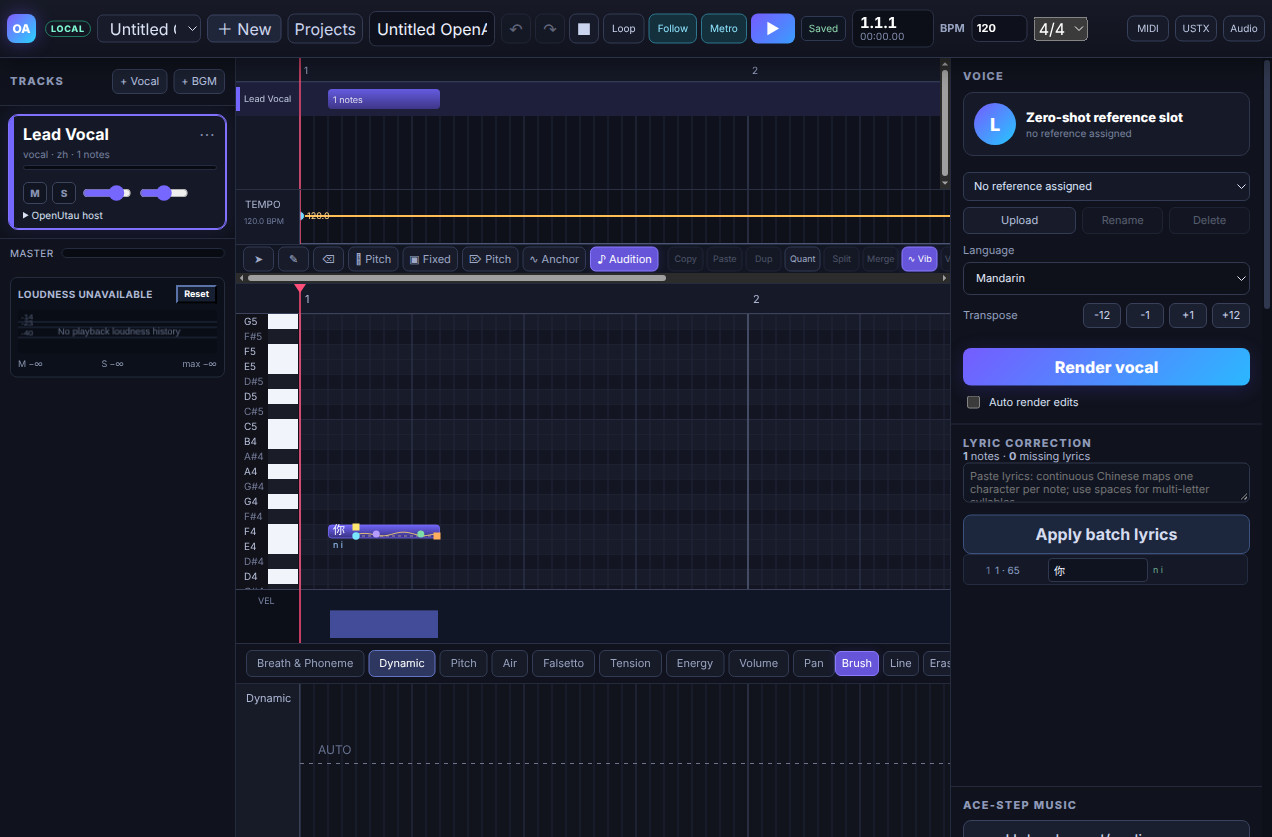 OA LOCAL Untitled ( + New Projects Untitled OpenA Loop Follow Metro Saved 1.1.1 BPM 120 4/4 MIDI USTX Audio
00:00.00
TRACKS + Vocal + BGM
Lead Vocal ...
vocal · zh · 1 notes
M S
OpenUtau host
MASTER
LOUDNESS UNAVAILABLE Reset
-14
-23
-40
No playback loudness history
M −∞ S −∞ max −∞
1 2
Lead Vocal 1 notes
TEMPO
120.0 BPM 120.0
Pitch Fixed Pitch Anchor Audition Copy Paste Dup Quant Split Merge Vib
1 2
G5
F#5
F5
E5
D#5
D5
C#5
C5
B4
A#4
A4
G#4
G4
F#4
F4 你
E4 n i
D#4
D4
VEL
Breath & Phoneme Dynamic Pitch Air Falsetto Tension Energy Volume Pan Brush Line Eras
Dynamic
AUTO
VOICE
L Zero-shot reference slot
no reference assigned
No reference assigned
Upload Rename Delete
Language
Mandarin
Transpose -12 -1 +1 +12
Render vocal
Auto render edits
LYRIC CORRECTION
1 notes · 0 missing lyrics
Paste lyrics: continuous Chinese maps one
character per note; use spaces for multi-letter
Apply batch lyrics
1 1 · 65 你 n i
ACE-STEP MUSIC